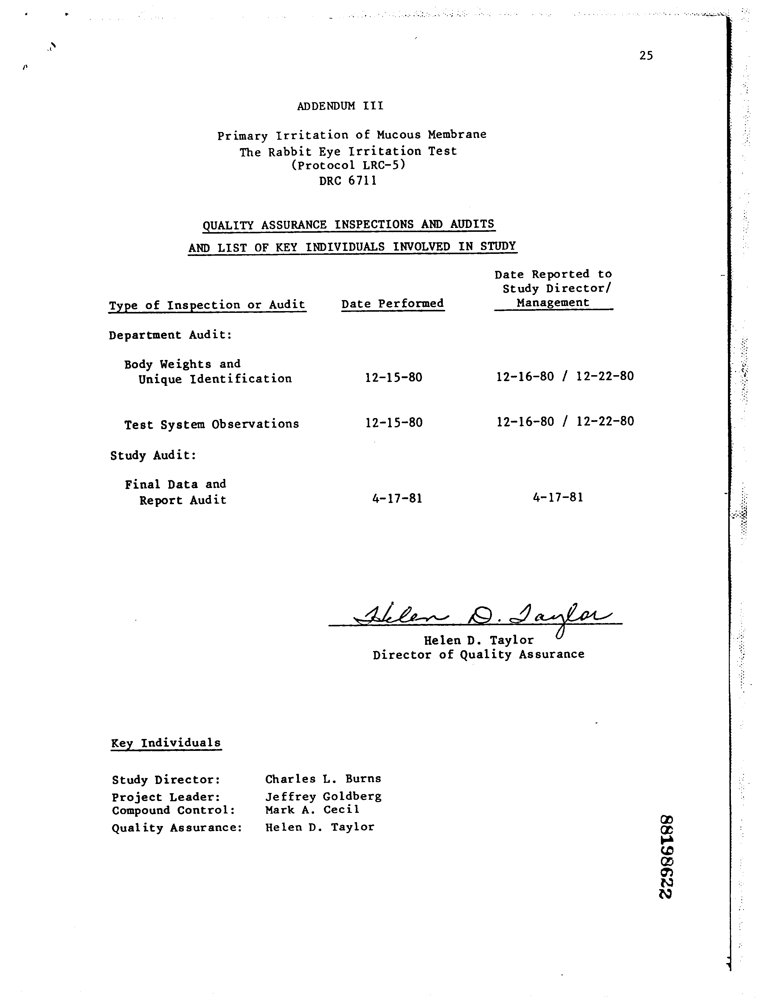 25
ADDENDUM III
Primary Irritation of Mucous Membrane
The Rabbit Eye Irritation Test
(Protocol LRC-5)
DRC 6711
QUALITY ASSURANCE INSPECTIONS AND AUDITS
AND LIST OF KEY INDIVIDUALS INVOLVED IN STUDY
Date Reported to
Study Director/
Type of Inspection or Audit Date Performed Management
Department Audit:
Body Weights and
Unique Identification 12-15-80 12-16-80 / 12-22-80
Test System Observations 12-15-80 12-16-80 / 12-22-80
Study Audit:
Final Data and
Report Audit 4-17-81 4-17-81
Helen D. Taylor
Helen D. Taylor
Director of Quality Assurance
Key Individuals
Study Director: Charles L. Burns
Project Leader: Jeffrey Goldberg
Compound Control: Mark A. Cecil
Quality Assurance: Helen D. Taylor
88198622